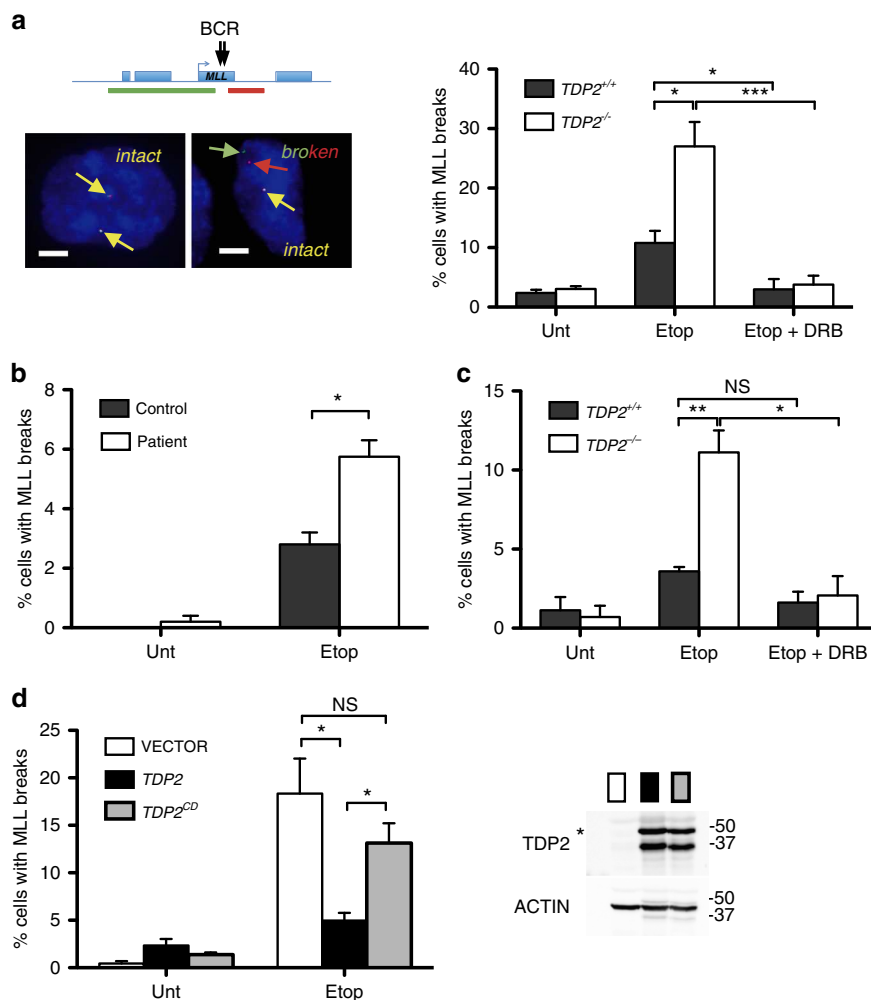 a
BCR
MLL
intact
broken
intact
% cells with MLL breaks
40
30
20
10
0
TDP2+/+
TDP2-/-
*
*
***
Unt
Etop
Etop + DRB
b
% cells with MLL breaks
8
6
4
2
0
Control
Patient
*
Unt
Etop
c
% cells with MLL breaks
15
10
5
0
TDP2+/+
TDP2–/–
NS
**
*
Unt
Etop
Etop + DRB
d
% cells with MLL breaks
25
20
15
10
5
0
VECTOR
TDP2
TDP2CD
NS
*
*
Unt
Etop
TDP2
*
-50
-37
ACTIN
-50
-37